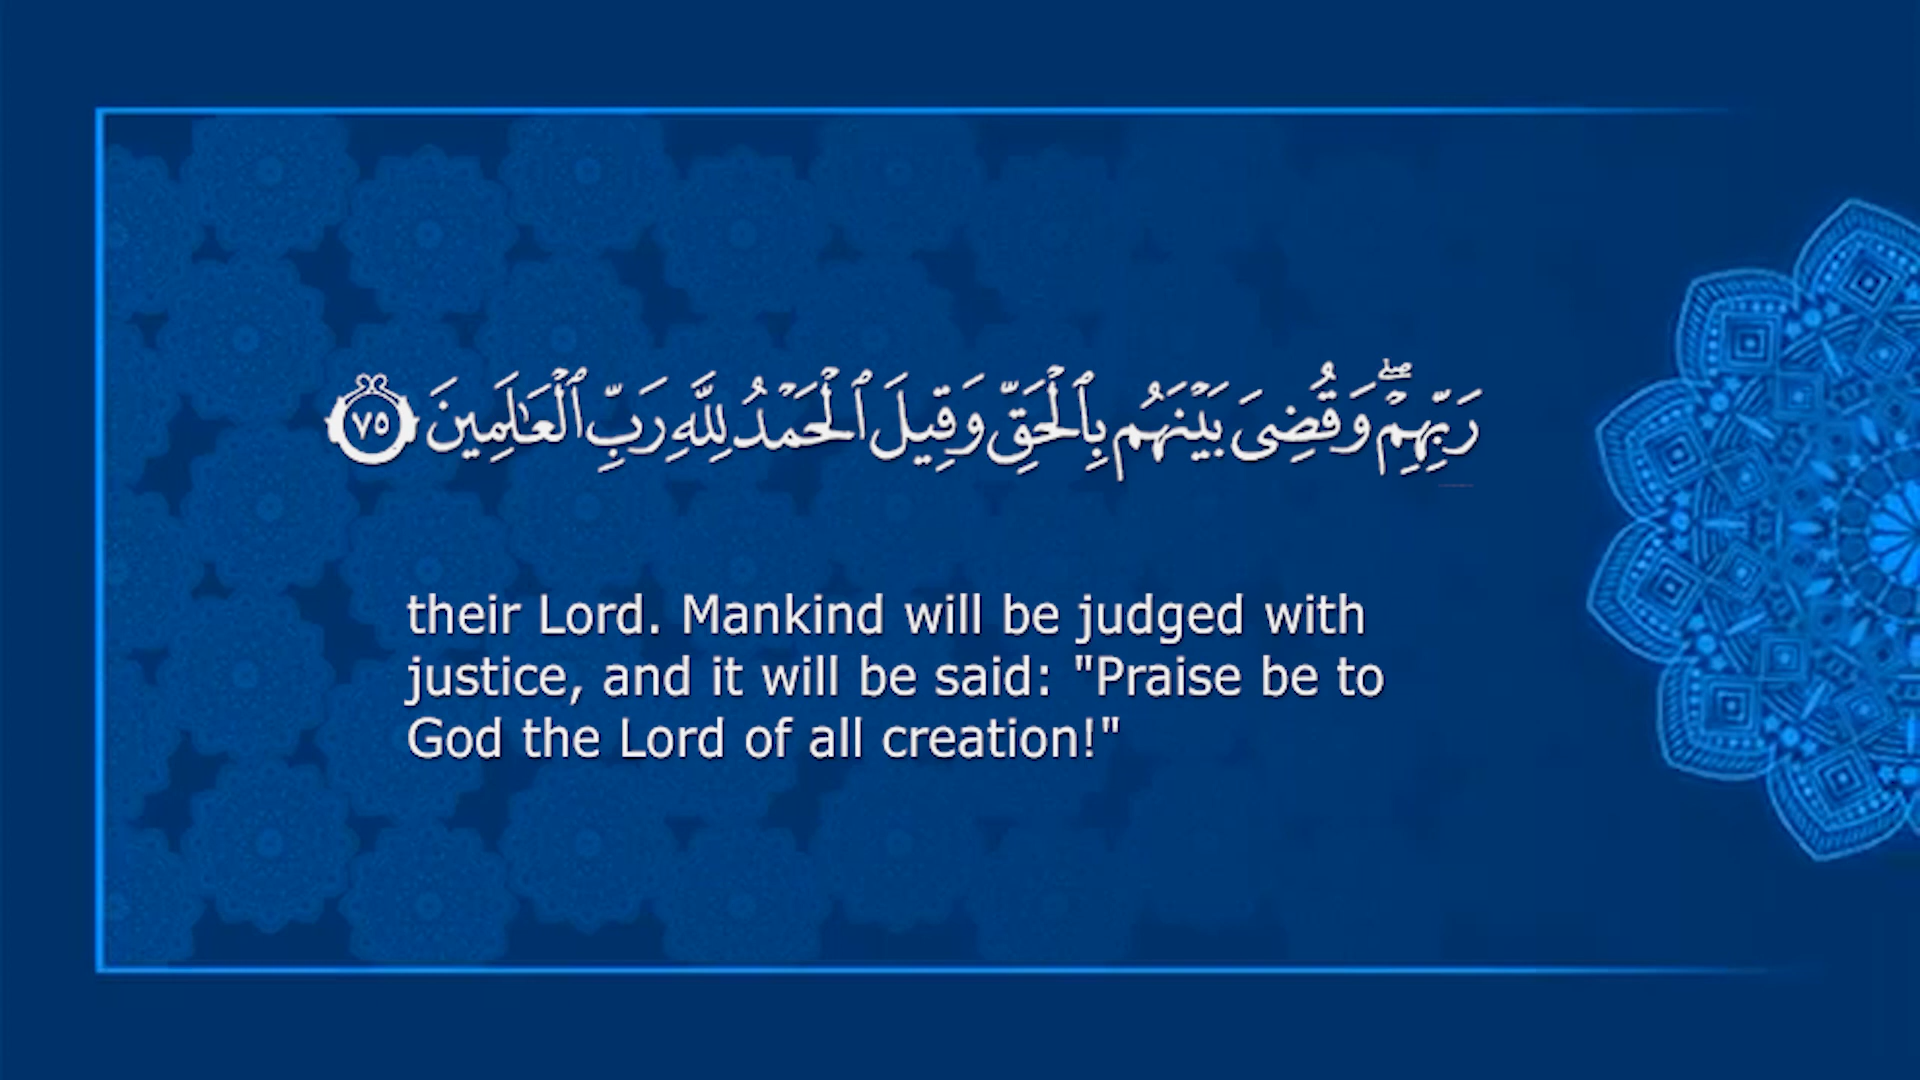 رَبِّهِمْ ۖ وَقُضِىَ بَيْنَهُم بِٱلْحَقِّ وَقِيلَ ٱلْحَمْدُ لِلَّهِ رَبِّ ٱلْعَـٰلَمِينَ ٧٥
their Lord. Mankind will be judged with
justice, and it will be said: "Praise be to
God the Lord of all creation!"